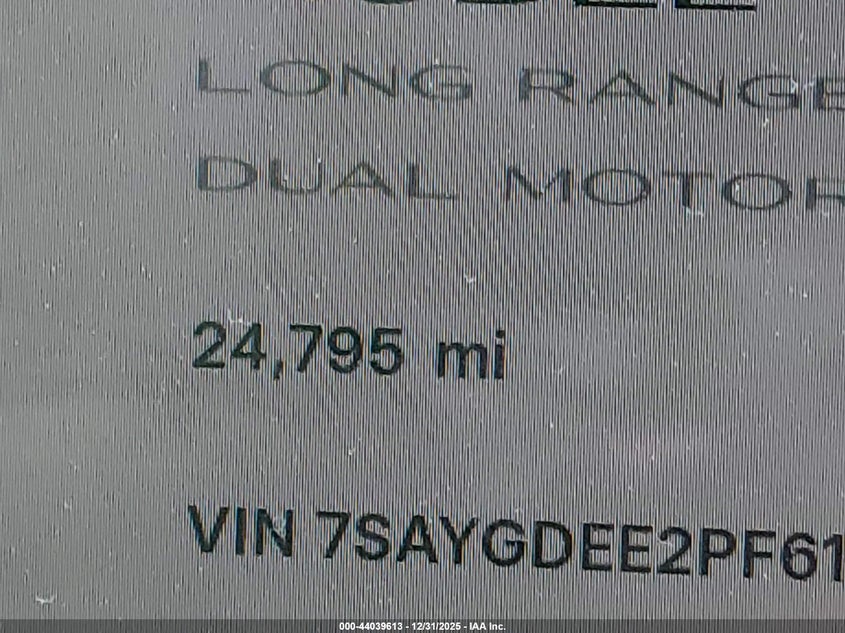 LONG RANGE
DUAL MOTOR
24,795 mi
VIN 7SAYGDEE2PF61
000-44039613 - 12/31/2025 - IAA Inc.